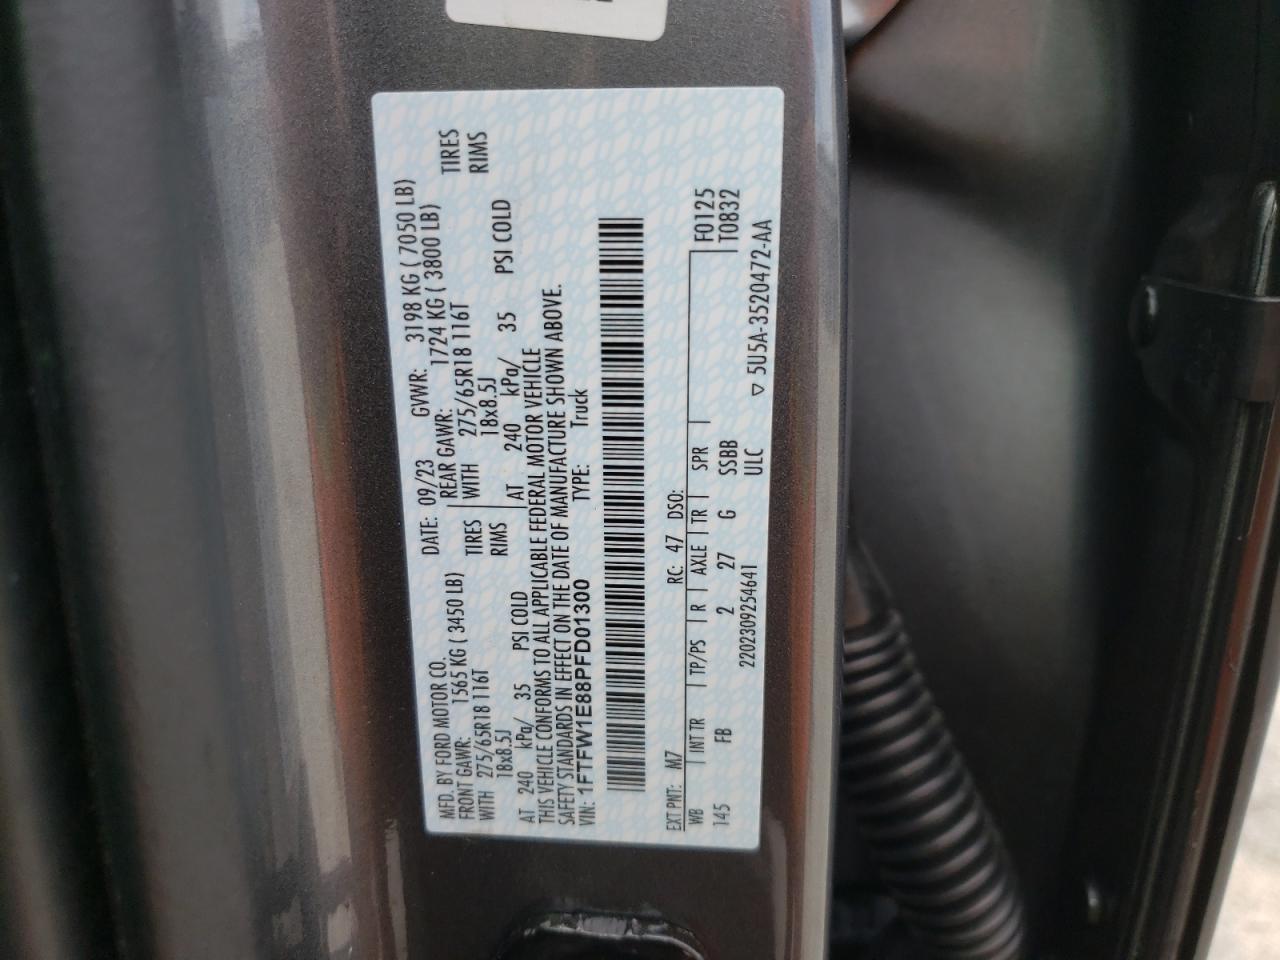 MFD. BY FORD MOTOR CO.
DATE: 09/23 GVWR: 3198 KG ( 7050 LB)
FRONT GAWR: 1565 KG ( 3450 LB) REAR GAWR: 1724 KG ( 3800 LB)
WITH 275/65R18 116T TIRES WITH 275/65R18 116T TIRES
18x8.5J RIMS 18x8.5J RIMS
AT 240 kPa/ 35 PSI COLD AT 240 kPa/ 35 PSI COLD
THIS VEHICLE CONFORMS TO ALL APPLICABLE FEDERAL MOTOR VEHICLE
SAFETY STANDARDS IN EFFECT ON THE DATE OF MANUFACTURE SHOWN ABOVE.
VIN: 1FTFW1E88PFD01300 TYPE: Truck
EXT PNT: M7 RC: 47 DSO:
WB INT TR TP/PS R AXLE TR SPR F0125
145 FB 2 27 G SSBB T0832
2202309254641 ULC ▽ 5U5A-3520472-AA